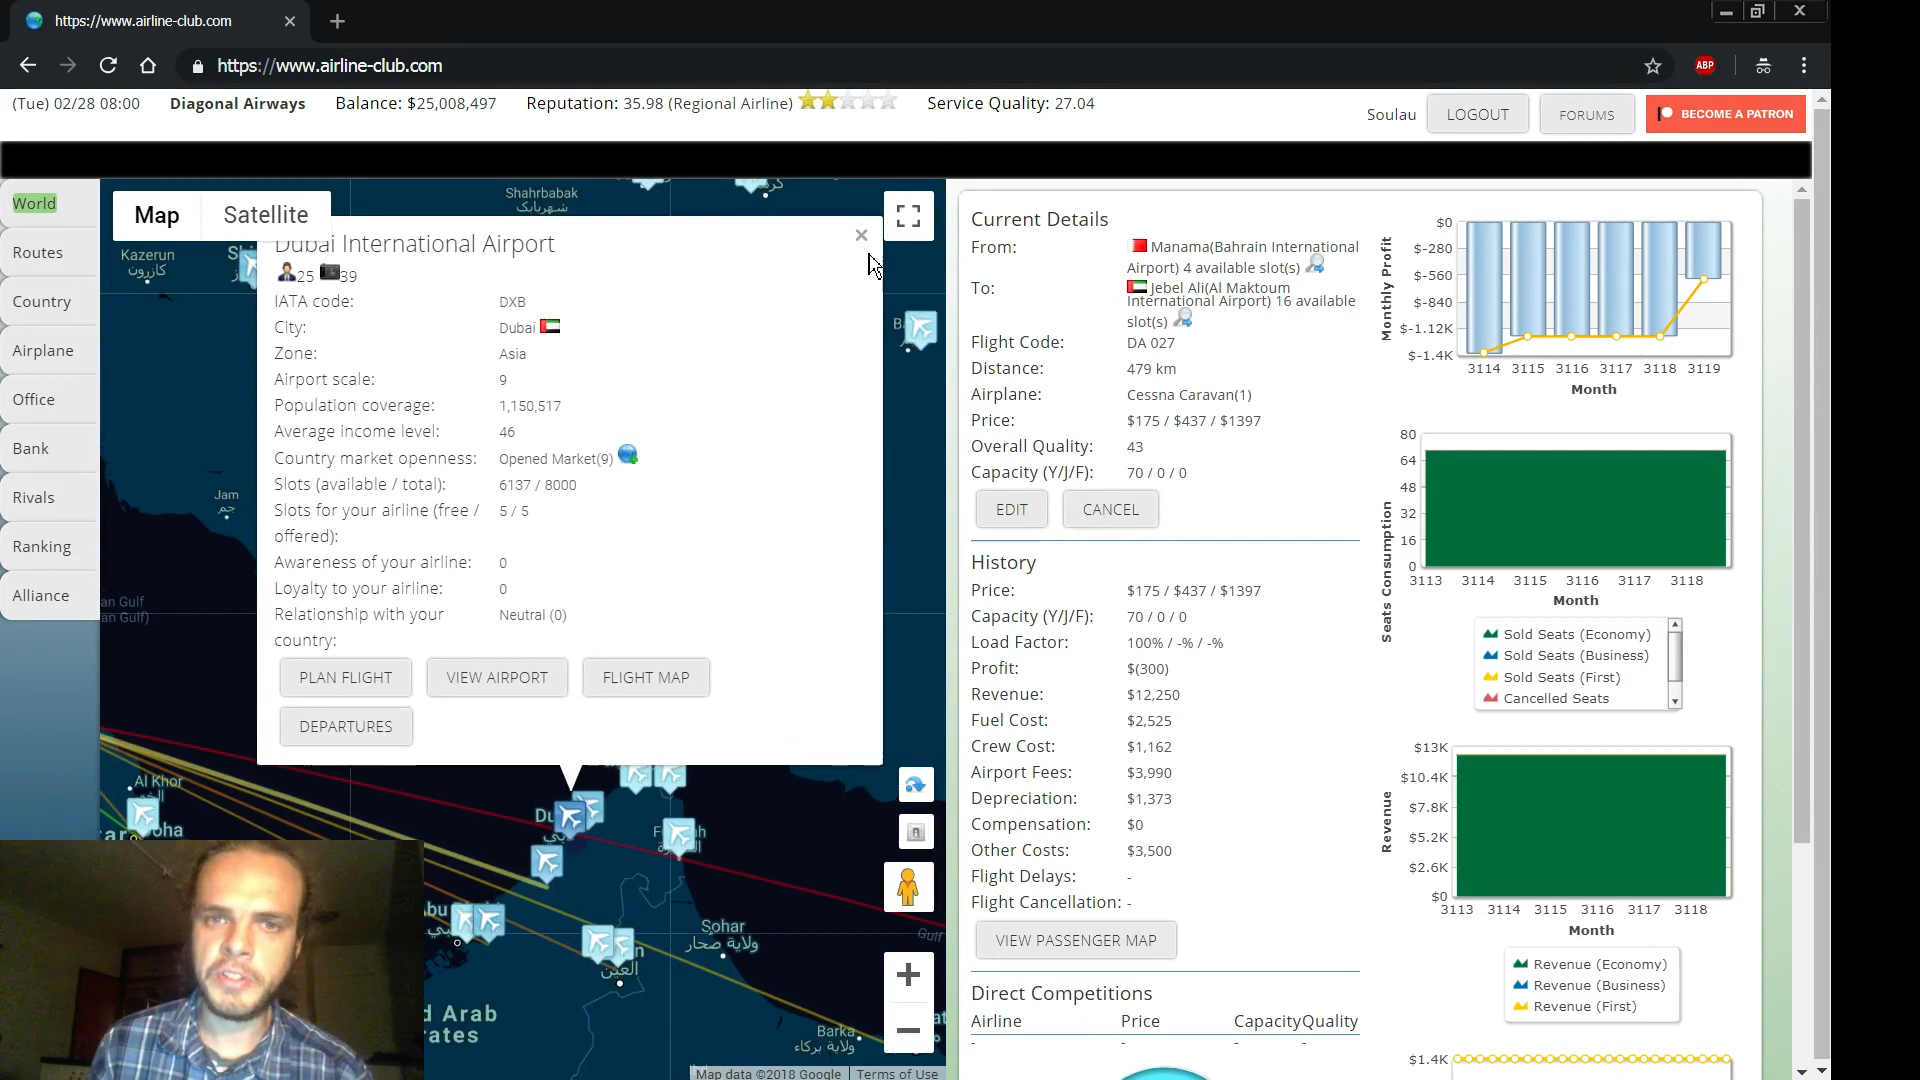 https://www.airline-club.com
https://www.airline-club.com
ABP
(Tue) 02/28 08:00
Diagonal Airways
Balance: $25,008,497
Reputation: 35.98 (Regional Airline)
Service Quality: 27.04
Soulau
LOGOUT
FORUMS
BECOME A PATRON
World
Routes
Country
Airplane
Office
Bank
Rivals
Ranking
Alliance
Map
Satellite
Shahrbabak
Kazerun
کازرون
Jam
جم
Dubai International Airport
25
39
IATA code: DXB
City: Dubai
Zone: Asia
Airport scale: 9
Population coverage: 1,150,517
Average income level: 46
Country market openness: Opened Market(9)
Slots (available / total): 6137 / 8000
Slots for your airline (free / offered): 5 / 5
Awareness of your airline: 0
Loyalty to your airline: 0
Relationship with your country: Neutral (0)
PLAN FLIGHT
VIEW AIRPORT
FLIGHT MAP
DEPARTURES
an Gulf
an Gulf)
Al Khor
الخور
Sohar
ولاية صحار
العين
Barka
ولاية بركاء
Gulf
d Arab
rates
Map data ©2018 Google
Terms of Use
Current Details
From: Manama(Bahrain International Airport) 4 available slot(s)
To: Jebel Ali(Al Maktoum International Airport) 16 available slot(s)
Flight Code: DA 027
Distance: 479 km
Airplane: Cessna Caravan(1)
Price: $175 / $437 / $1397
Overall Quality: 43
Capacity (Y/J/F): 70 / 0 / 0
EDIT
CANCEL
History
Price: $175 / $437 / $1397
Capacity (Y/J/F): 70 / 0 / 0
Load Factor: 100% / -% / -%
Profit: $(300)
Revenue: $12,250
Fuel Cost: $2,525
Crew Cost: $1,162
Airport Fees: $3,990
Depreciation: $1,373
Compensation: $0
Other Costs: $3,500
Flight Delays: -
Flight Cancellation: -
VIEW PASSENGER MAP
Direct Competitions
Airline Price Capacity Quality
- - - -
Monthly Profit
$0
$-280
$-560
$-840
$-1.12K
$-1.4K
3114 3115 3116 3117 3118 3119
Month
Seats Consumption
80
64
48
32
16
0
3113 3114 3115 3116 3117 3118
Month
Sold Seats (Economy)
Sold Seats (Business)
Sold Seats (First)
Cancelled Seats
Revenue
$13K
$10.4K
$7.8K
$5.2K
$2.6K
$0
3113 3114 3115 3116 3117 3118
Month
Revenue (Economy)
Revenue (Business)
Revenue (First)
$1.4K